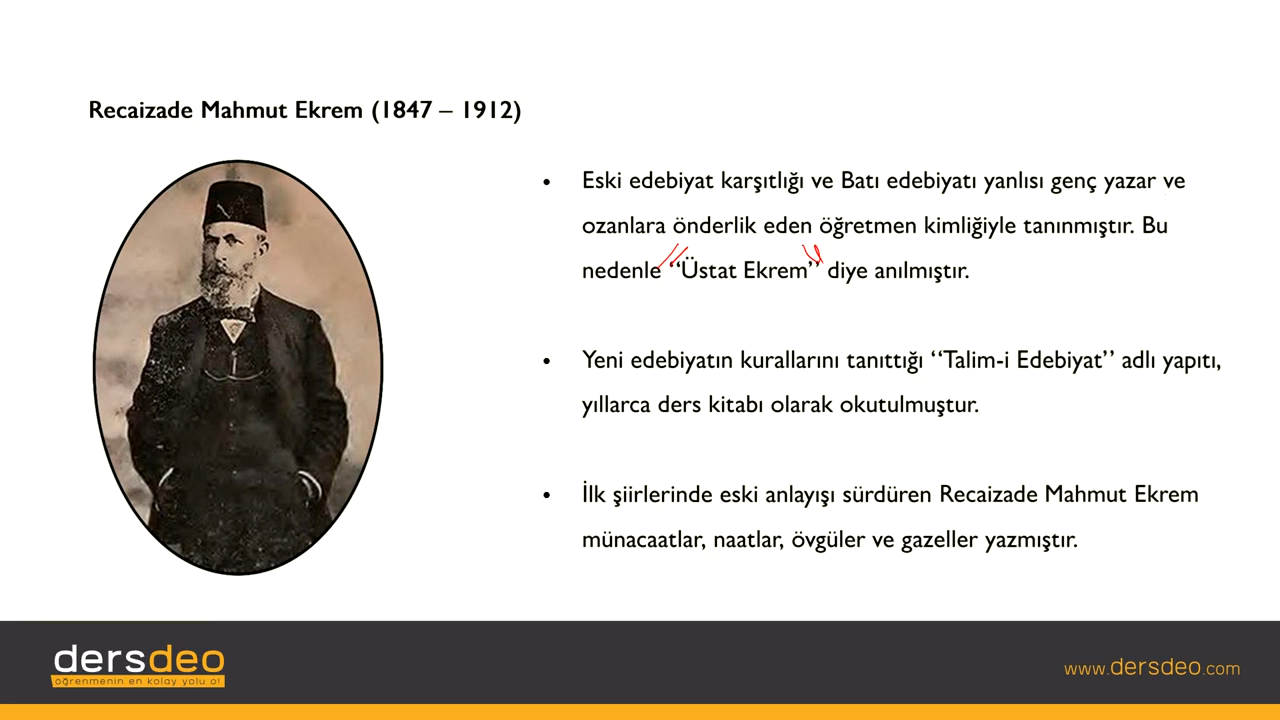 Recaizade Mahmut Ekrem (1847 – 1912)
• Eski edebiyat karşıtlığı ve Batı edebiyatı yanlısı genç yazar ve
ozanlara önderlik eden öğretmen kimliğiyle tanınmıştır. Bu
nedenle ‘‘Üstat Ekrem’’ diye anılmıştır.
• Yeni edebiyatın kurallarını tanıttığı ‘‘Talim-i Edebiyat’’ adlı yapıtı,
yıllarca ders kitabı olarak okutulmuştur.
• İlk şiirlerinde eski anlayışı sürdüren Recaizade Mahmut Ekrem
münacaatlar, naatlar, övgüler ve gazeller yazmıştır.
dersdeo
öğrenmenin en kolay yolu o!
www.dersdeo.com